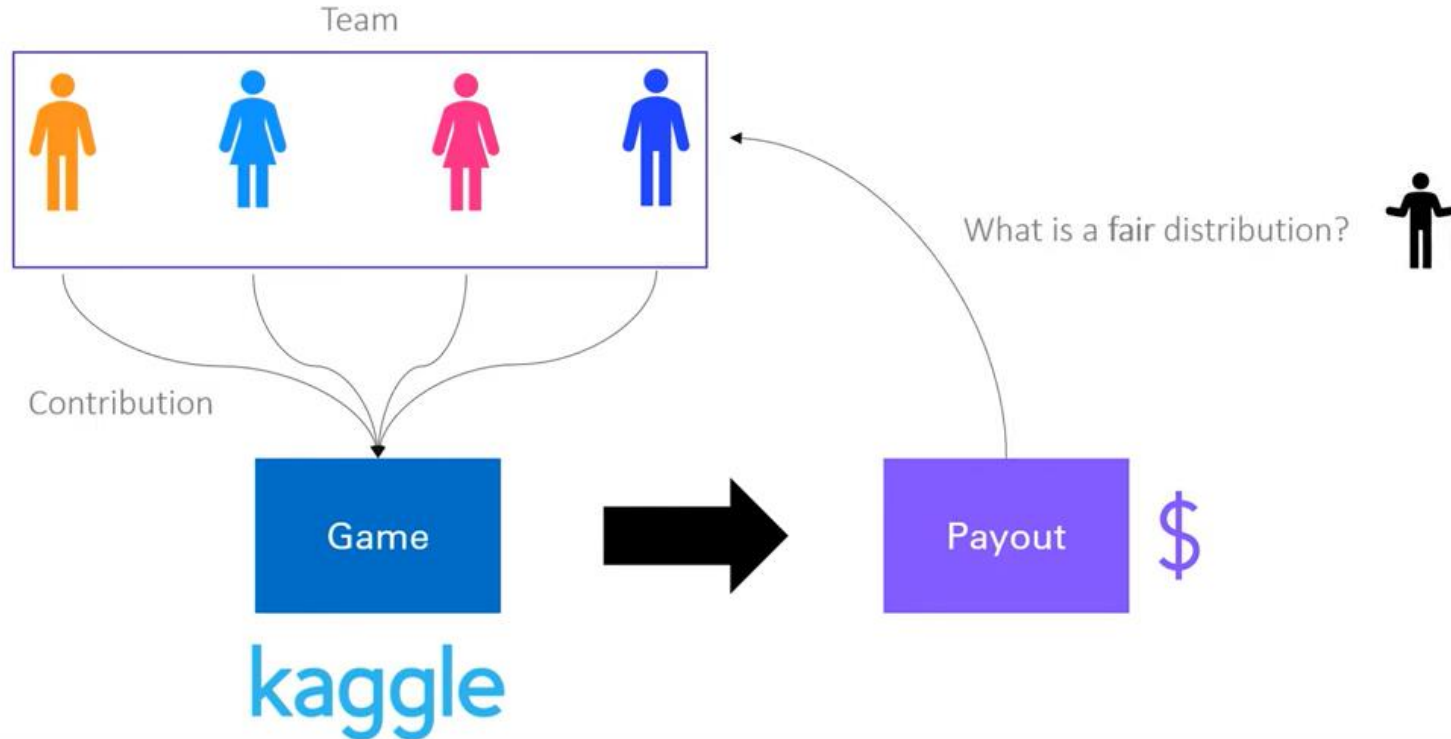 Team
What is a fair distribution?
Contribution
Game
Payout
$
kaggle